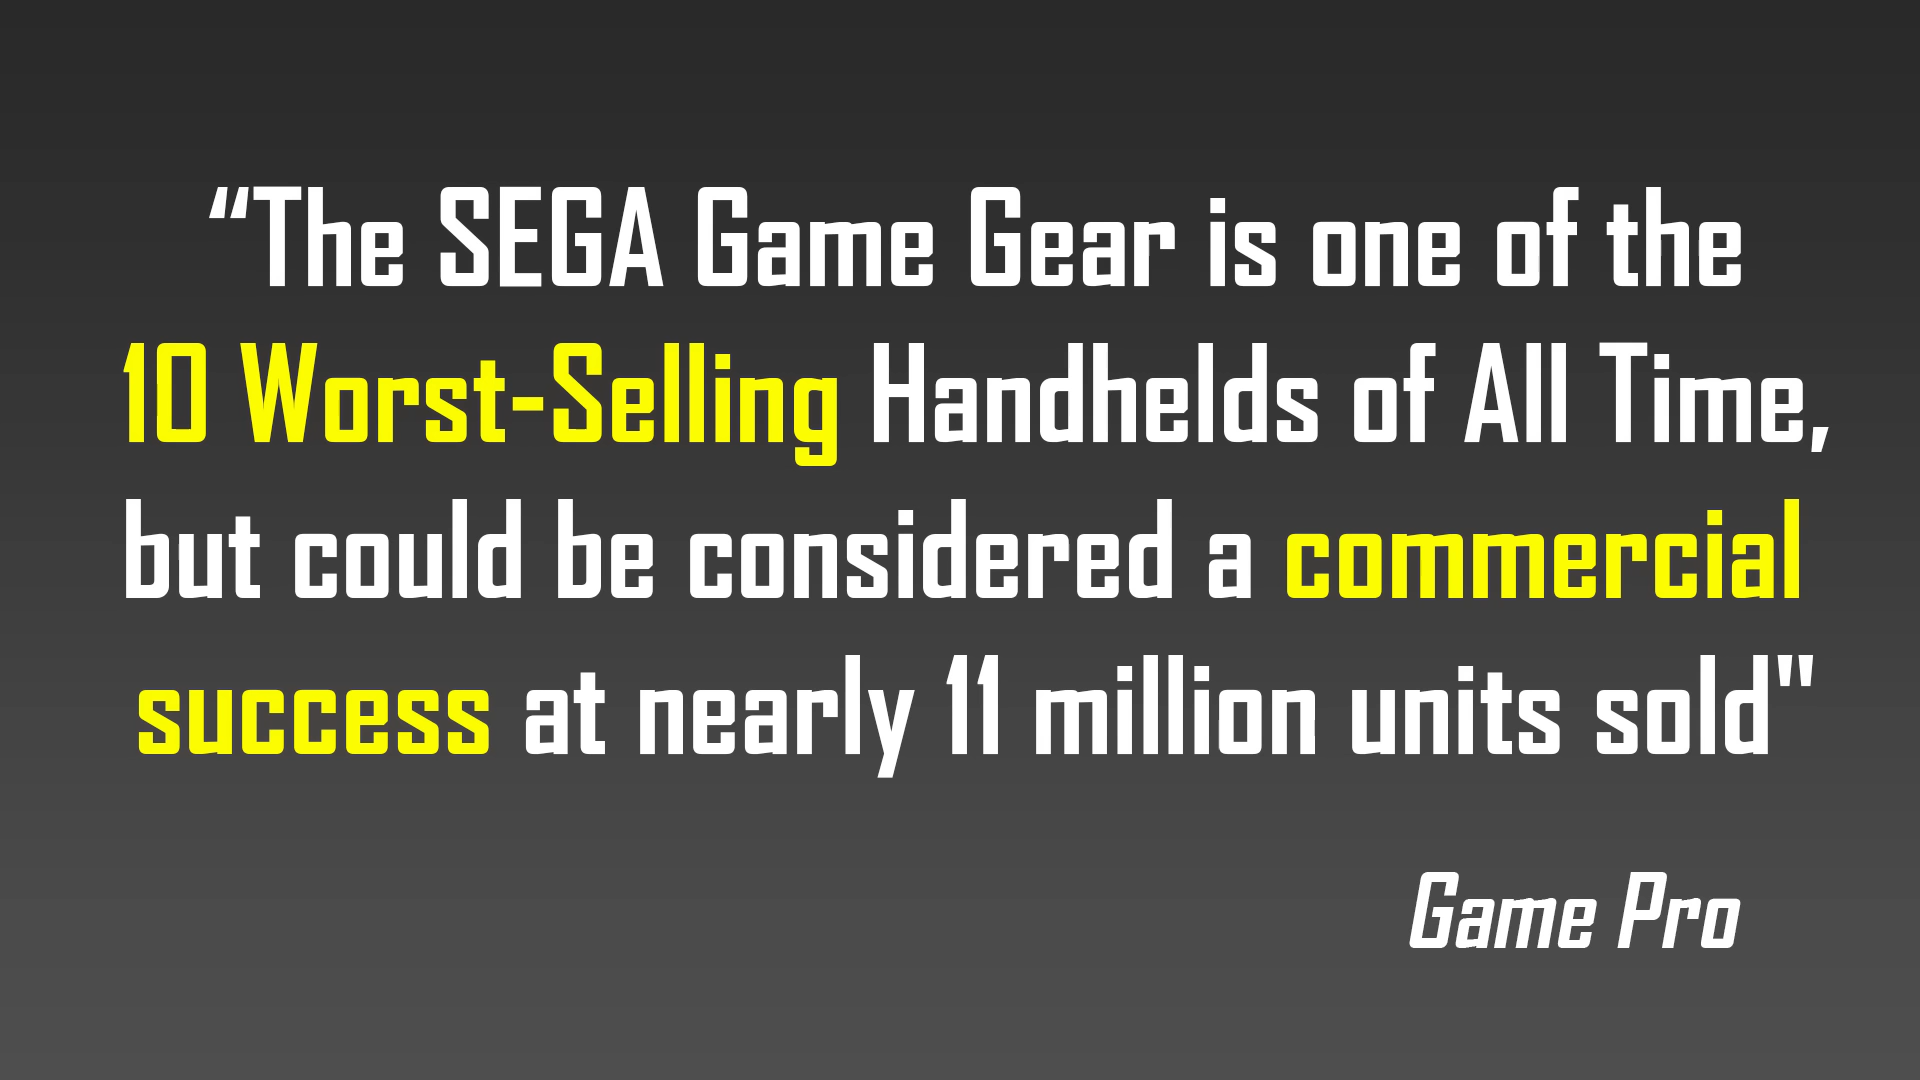 “The SEGA Game Gear is one of the
10 Worst-Selling Handhelds of All Time,
but could be considered a commercial
success at nearly 11 million units sold"
Game Pro